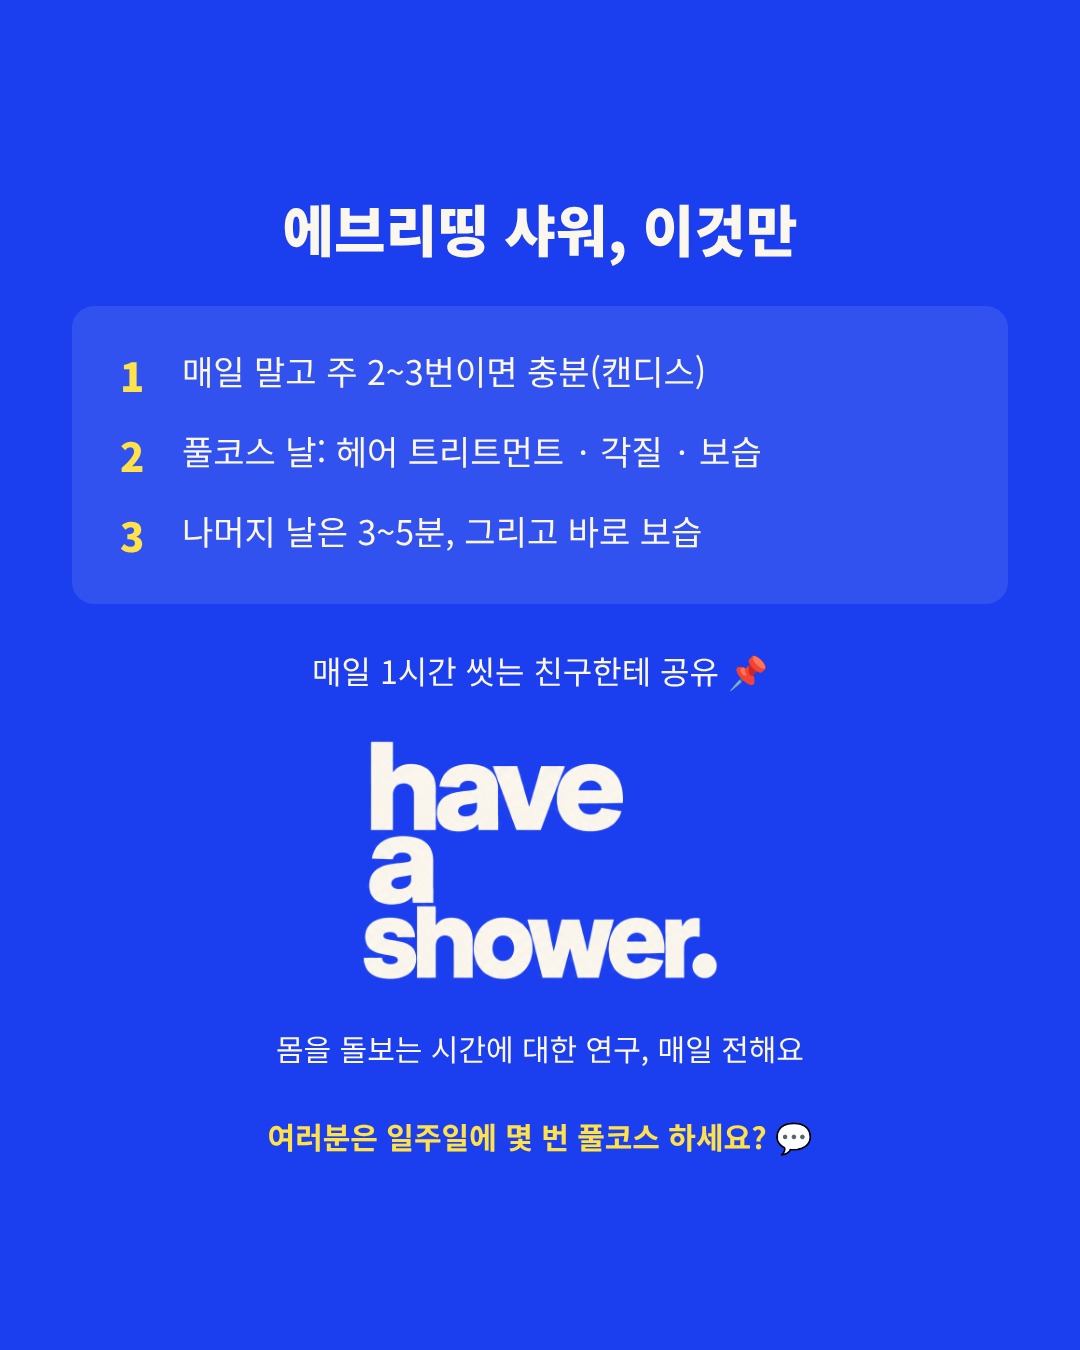 에브리띵 샤워, 이것만
1 매일 말고 주 2~3번이면 충분(캔디스)
2 풀코스 날: 헤어 트리트먼트 · 각질 · 보습
3 나머지 날은 3~5분, 그리고 바로 보습
매일 1시간 씻는 친구한테 공유 📌
have
a
shower.
몸을 돌보는 시간에 대한 연구, 매일 전해요
여러분은 일주일에 몇 번 풀코스 하세요? 💬